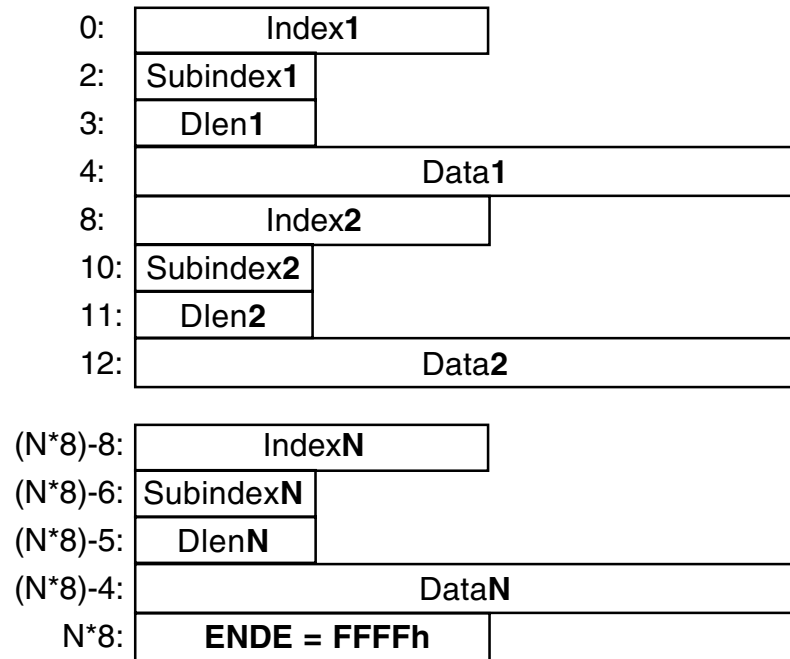 0: Index1
2: Subindex1
3: Dlen1
4: Data1
8: Index2
10: Subindex2
11: Dlen2
12: Data2
(N*8)-8: IndexN
(N*8)-6: SubindexN
(N*8)-5: DlenN
(N*8)-4: DataN
N*8: ENDE = FFFFh